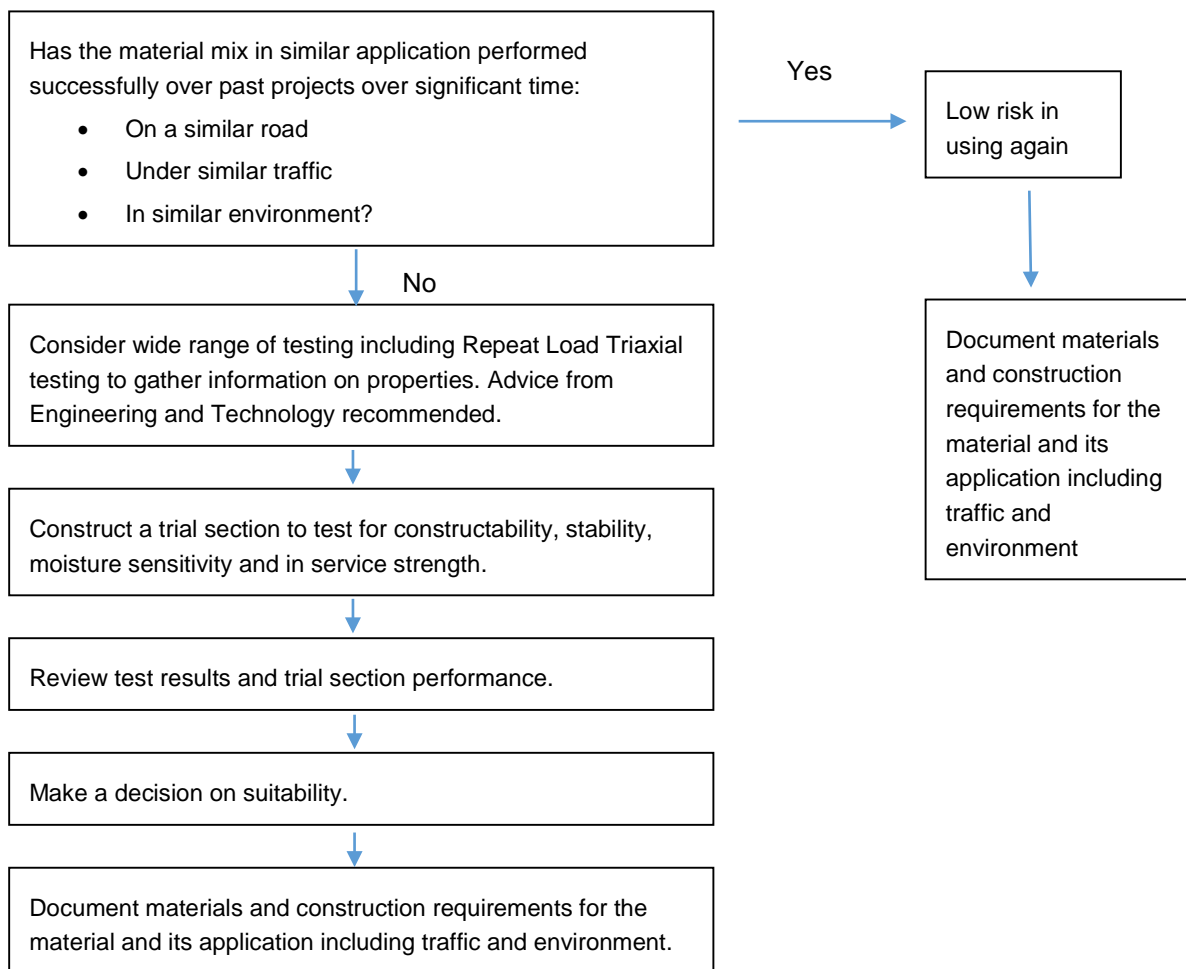 Has the material mix in similar application performed
successfully over past projects over significant time:
• On a similar road
• Under similar traffic
• In similar environment?
Yes
Low risk in
using again
No
Consider wide range of testing including Repeat Load Triaxial
testing to gather information on properties. Advice from
Engineering and Technology recommended.
Document materials
and construction
requirements for the
material and its
application including
traffic and
environment
Construct a trial section to test for constructability, stability,
moisture sensitivity and in service strength.
Review test results and trial section performance.
Make a decision on suitability.
Document materials and construction requirements for the
material and its application including traffic and environment.